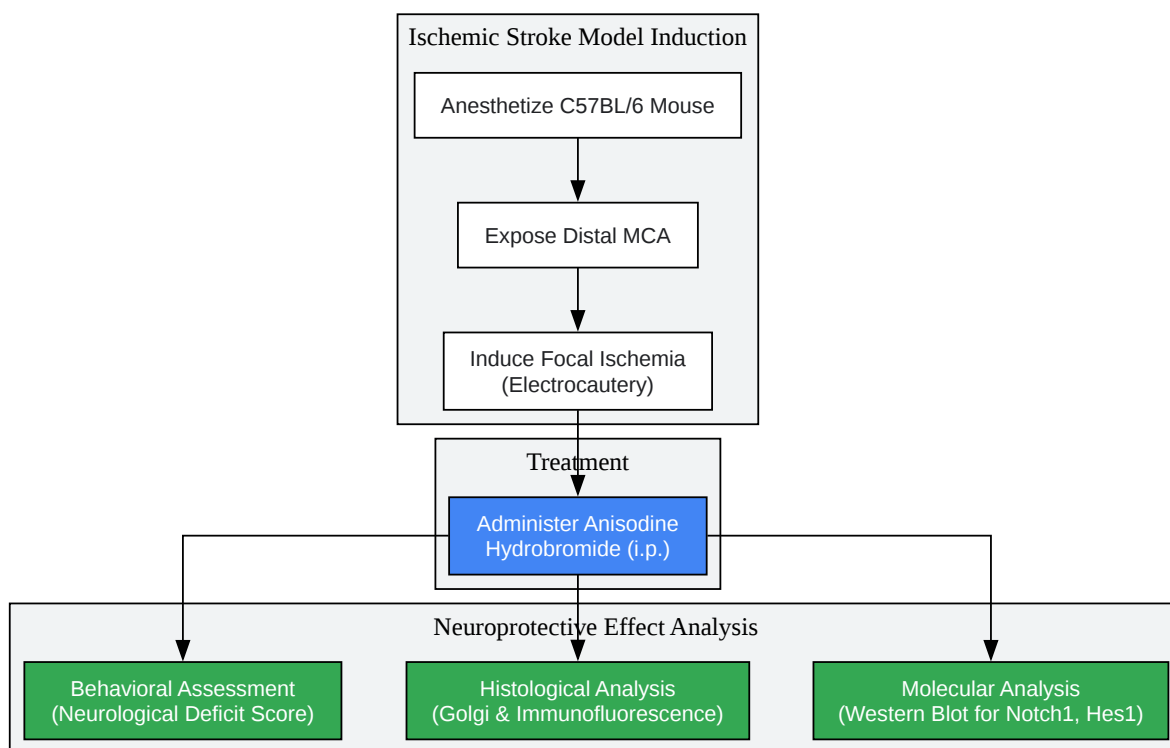 Ischemic Stroke Model Induction
Anesthetize C57BL/6 Mouse
Expose Distal MCA
Induce Focal Ischemia
(Electrocautery)
Treatment
Administer Anisodine
Hydrobromide (i.p.)
Neuroprotective Effect Analysis
Behavioral Assessment
(Neurological Deficit Score)
Histological Analysis
(Golgi & Immunofluorescence)
Molecular Analysis
(Western Blot for Notch1, Hes1)